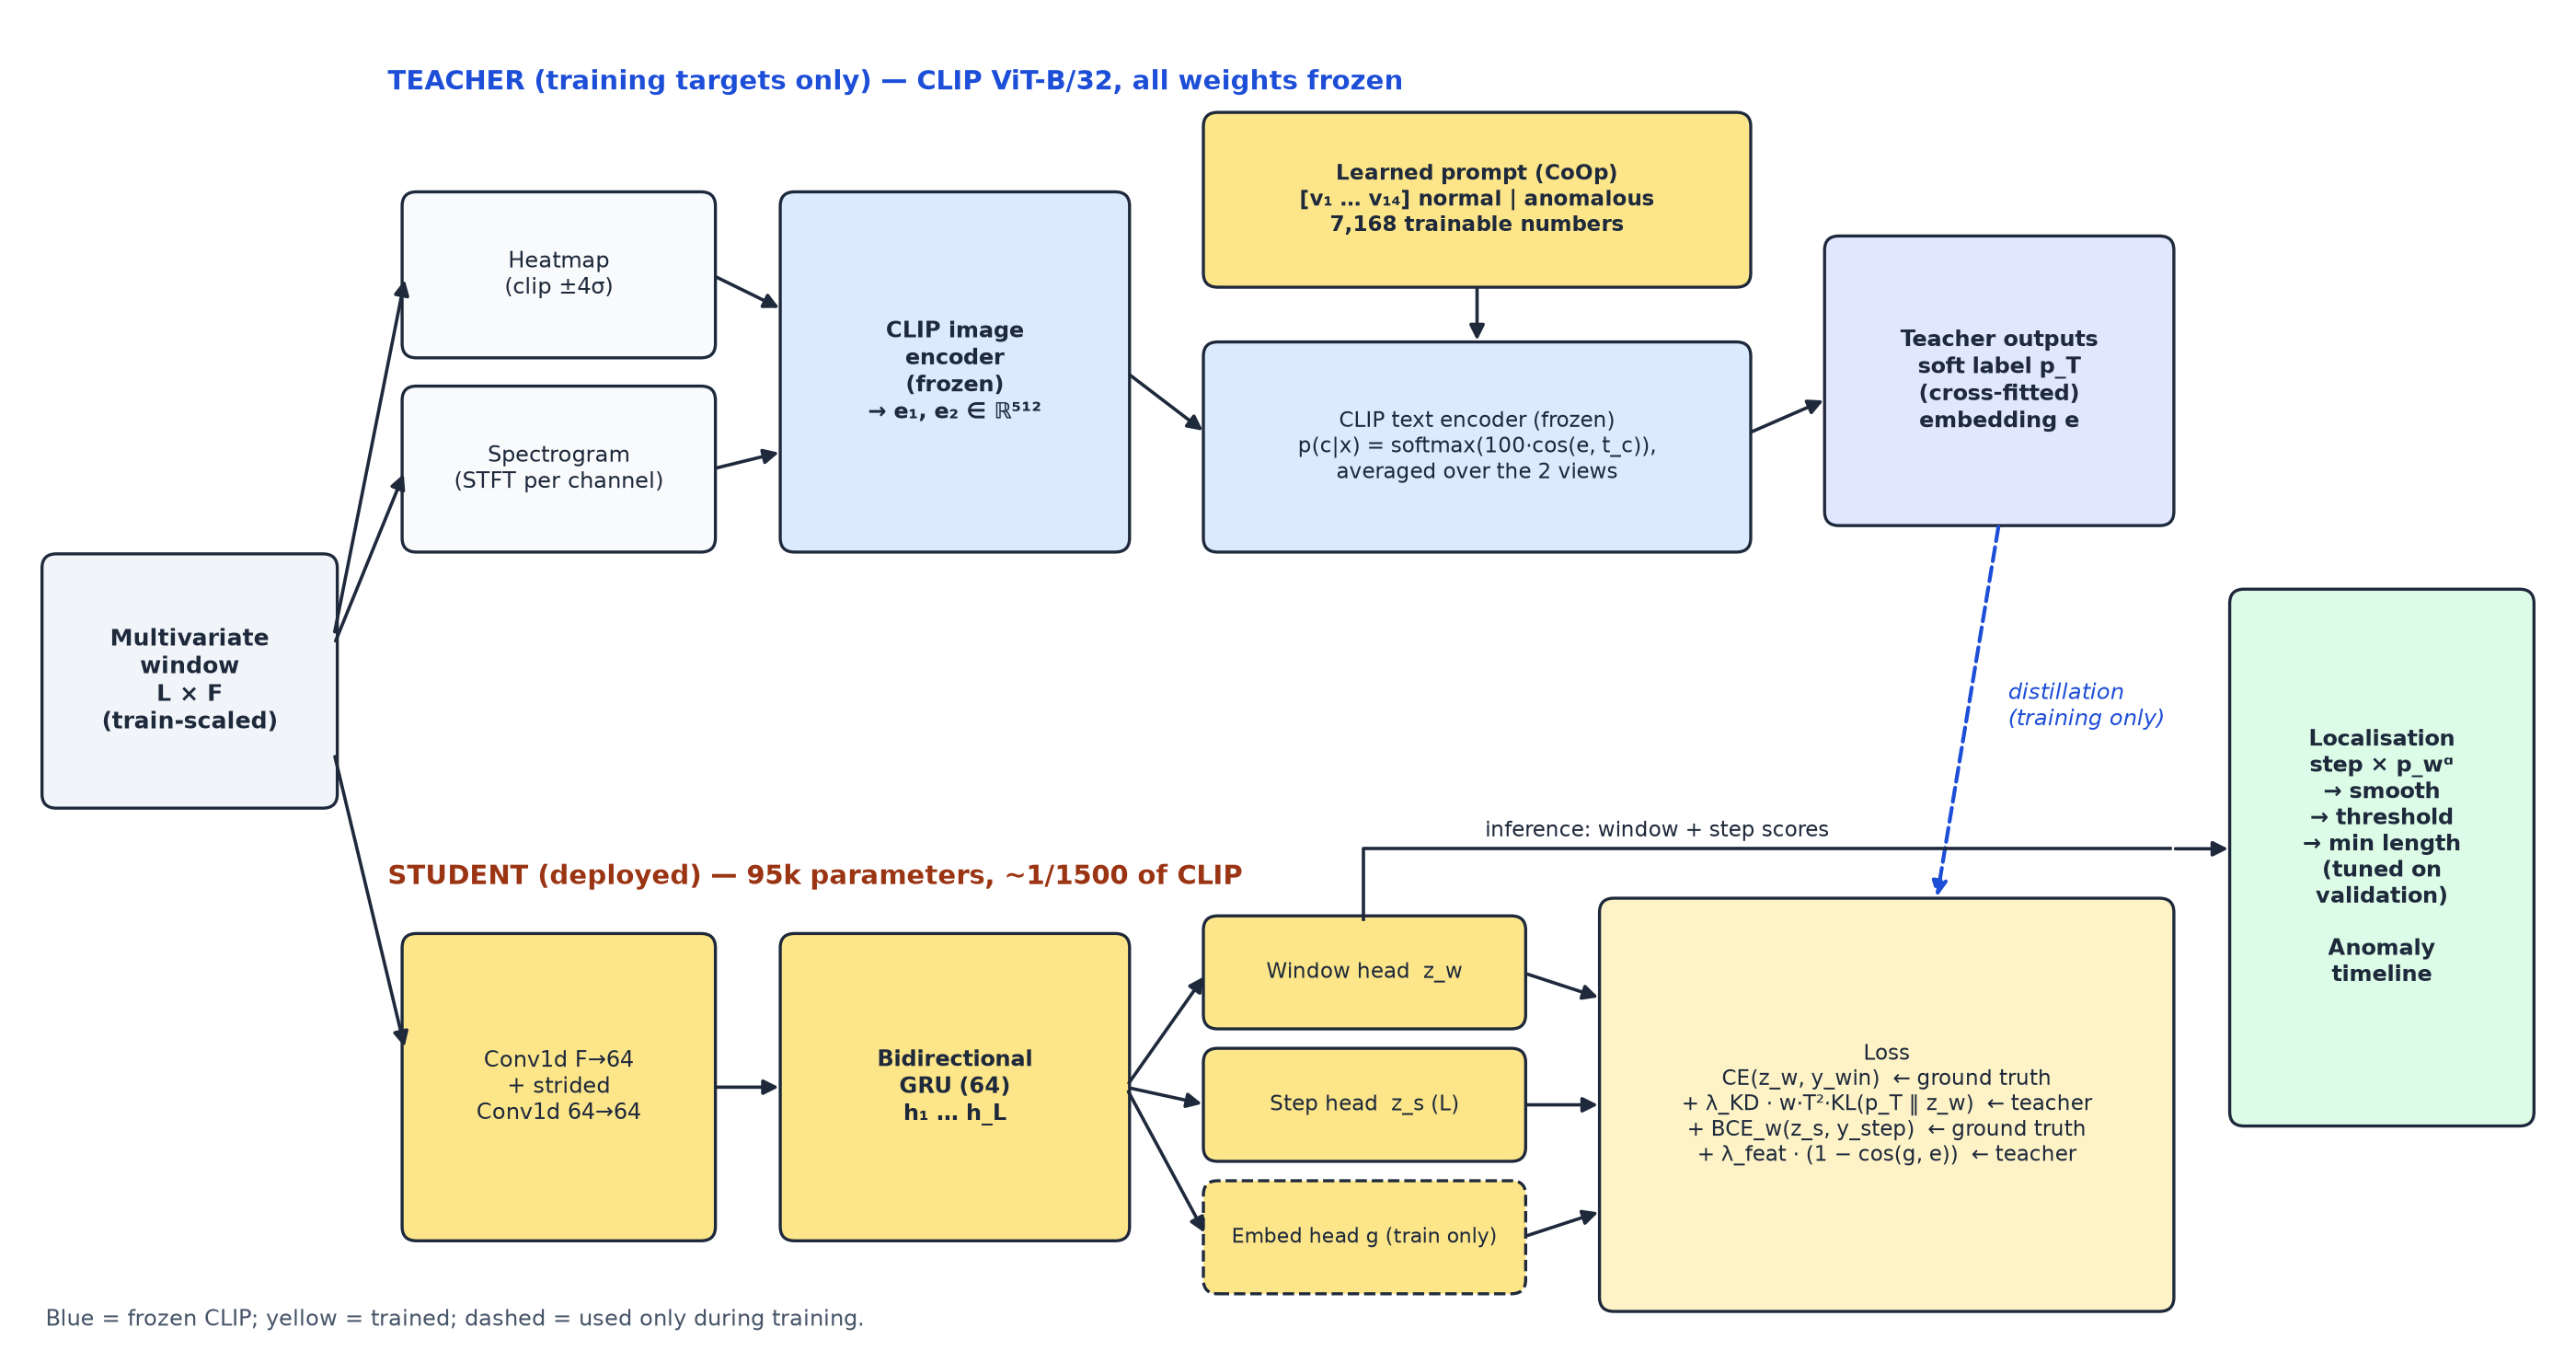 TEACHER (training targets only) — CLIP ViT-B/32, all weights frozen
Learned prompt (CoOp)
[v₁ … v₁₄] normal | anomalous
7,168 trainable numbers
Heatmap
(clip ±4σ)
Spectrogram
(STFT per channel)
CLIP image
encoder
(frozen)
→ e₁, e₂ ∈ ℝ⁵¹²
CLIP text encoder (frozen)
p(c|x) = softmax(100·cos(e, t_c)),
averaged over the 2 views
Teacher outputs
soft label p_T
(cross-fitted)
embedding e
Multivariate
window
L × F
(train-scaled)
distillation
(training only)
inference: window + step scores
Localisation
step × p_wᵅ
→ smooth
→ threshold
→ min length
(tuned on
validation)
Anomaly
timeline
STUDENT (deployed) — 95k parameters, ~1/1500 of CLIP
Conv1d F→64
+ strided
Conv1d 64→64
Bidirectional
GRU (64)
h₁ … h_L
Window head z_w
Step head z_s (L)
Embed head g (train only)
Loss
CE(z_w, y_win) ← ground truth
+ λ_KD · w·T²·KL(p_T ‖ z_w) ← teacher
+ BCE_w(z_s, y_step) ← ground truth
+ λ_feat · (1 − cos(g, e)) ← teacher
Blue = frozen CLIP; yellow = trained; dashed = used only during training.